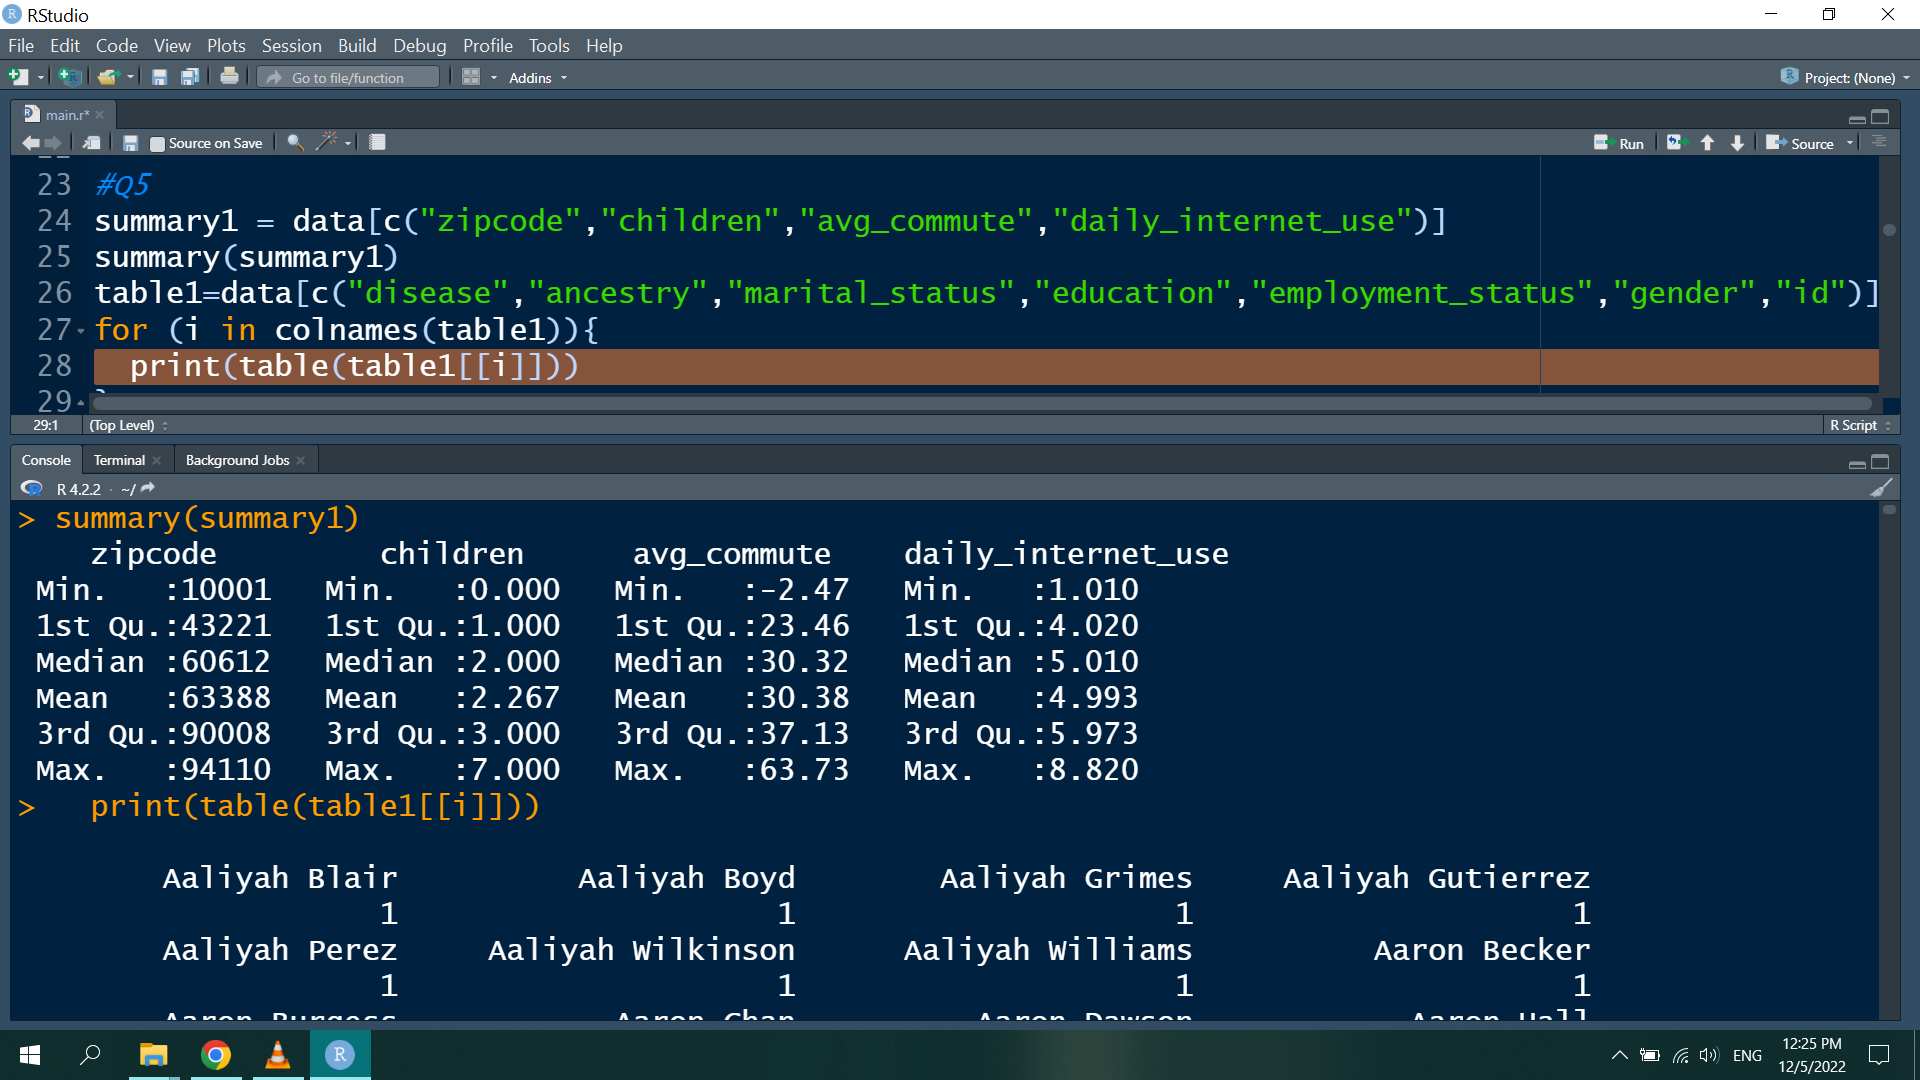 RStudio
File Edit Code View Plots Session Build Debug Profile Tools Help
Go to file/function Addins Project: (None)
main.r*
Source on Save Run Source
23 #Q5
24 summary1 = data[c("zipcode","children","avg_commute","daily_internet_use")]
25 summary(summary1)
26 table1=data[c("disease","ancestry","marital_status","education","employment_status","gender","id")]
27 for (i in colnames(table1)){
28   print(table(table1[[i]]))
29
29:1 (Top Level) R Script
Console Terminal Background Jobs
R 4.2.2 · ~/
> summary(summary1)
zipcode children avg_commute daily_internet_use
Min. :10001 Min. :0.000 Min. :-2.47 Min. :1.010
1st Qu.:43221 1st Qu.:1.000 1st Qu.:23.46 1st Qu.:4.020
Median :60612 Median :2.000 Median :30.32 Median :5.010
Mean :63388 Mean :2.267 Mean :30.38 Mean :4.993
3rd Qu.:90008 3rd Qu.:3.000 3rd Qu.:37.13 3rd Qu.:5.973
Max. :94110 Max. :7.000 Max. :63.73 Max. :8.820
>   print(table(table1[[i]]))
Aaliyah Blair Aaliyah Boyd Aaliyah Grimes Aaliyah Gutierrez
1 1 1 1
Aaliyah Perez Aaliyah Wilkinson Aaliyah Williams Aaron Becker
1 1 1 1
Aaron Burgess Aaron Chan Aaron Dawson Aaron Hall
ENG 12:25 PM
12/5/2022